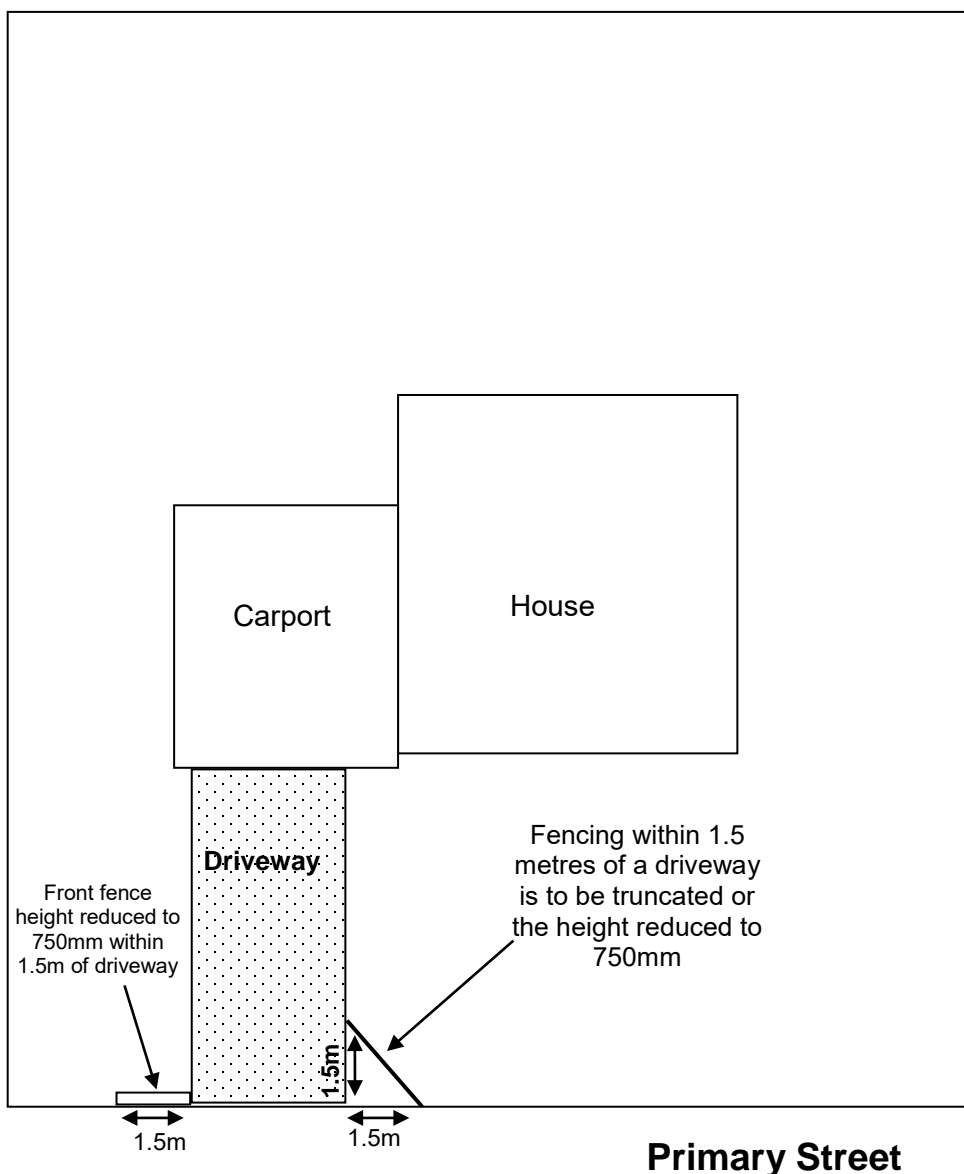 Carport
House
Driveway
Fencing within 1.5
metres of a driveway
is to be truncated or
the height reduced to
750mm
Front fence
height reduced to
750mm within
1.5m of driveway
1.5m
1.5m
1.5m
Primary Street